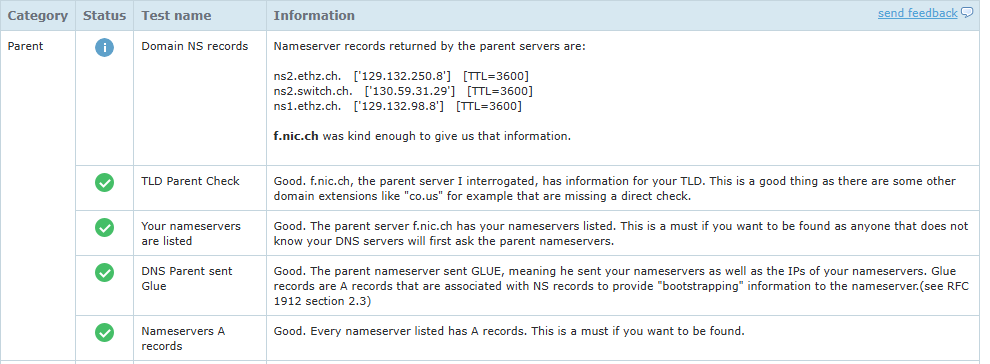 Category Status Test name Information send feedback
Parent Domain NS records Nameserver records returned by the parent servers are:
ns2.ethz.ch. ['129.132.250.8'] [TTL=3600]
ns2.switch.ch. ['130.59.31.29'] [TTL=3600]
ns1.ethz.ch. ['129.132.98.8'] [TTL=3600]
f.nic.ch was kind enough to give us that information.
TLD Parent Check Good. f.nic.ch, the parent server I interrogated, has information for your TLD. This is a good thing as there are some other
domain extensions like "co.us" for example that are missing a direct check.
Your nameservers
are listed
Good. The parent server f.nic.ch has your nameservers listed. This is a must if you want to be found as anyone that does not
know your DNS servers will first ask the parent nameservers.
DNS Parent sent
Glue
Good. The parent nameserver sent GLUE, meaning he sent your nameservers as well as the IPs of your nameservers. Glue
records are A records that are associated with NS records to provide "bootstrapping" information to the nameserver.(see RFC
1912 section 2.3)
Nameservers A
records
Good. Every nameserver listed has A records. This is a must if you want to be found.